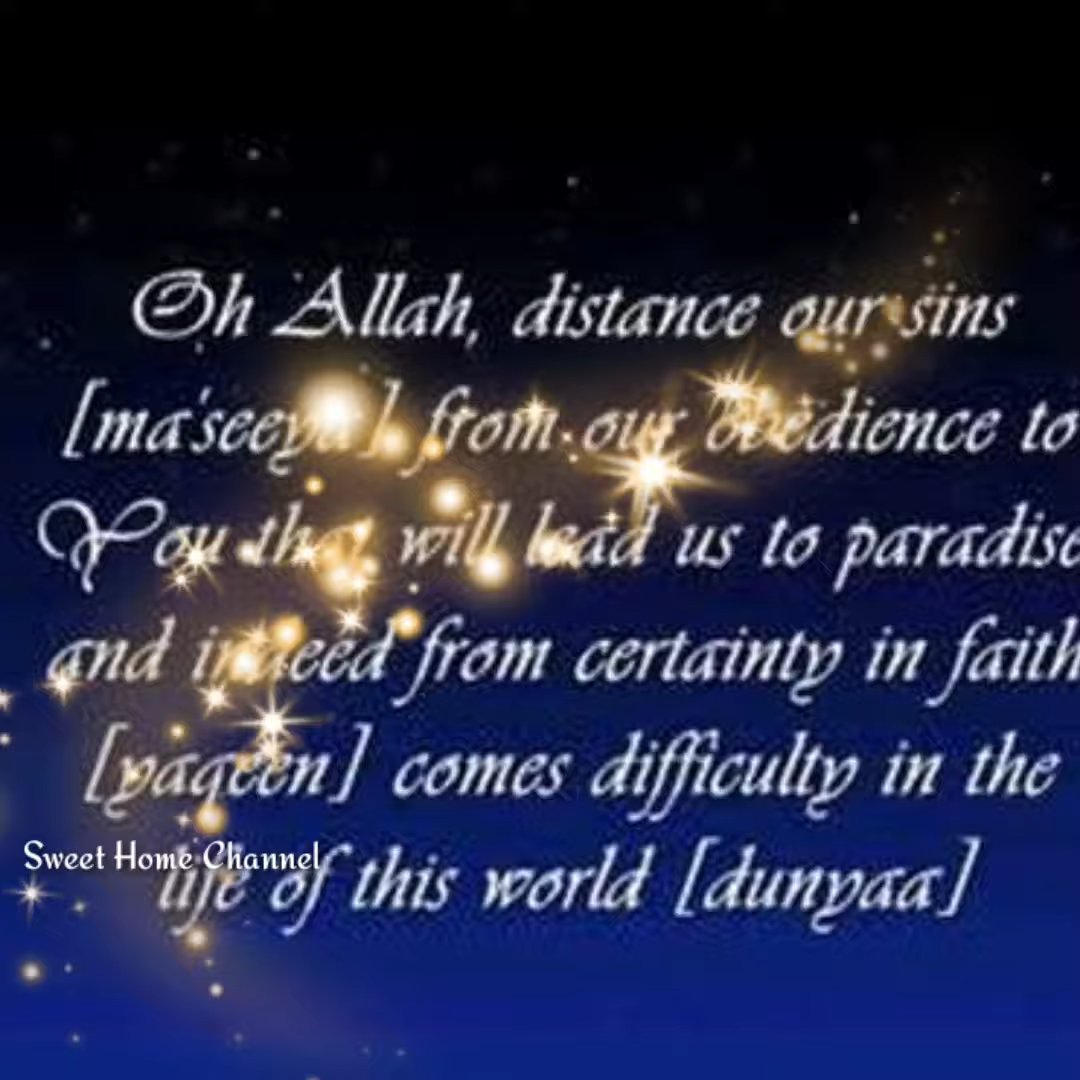 Oh Allah, distance our sins
[ma'seeya] from our obedience to
You that will lead us to paradise
and indeed from certainty in faith
[yaqeen] comes difficulty in the
Sweet Home Channel
life of this world [dunyaa]